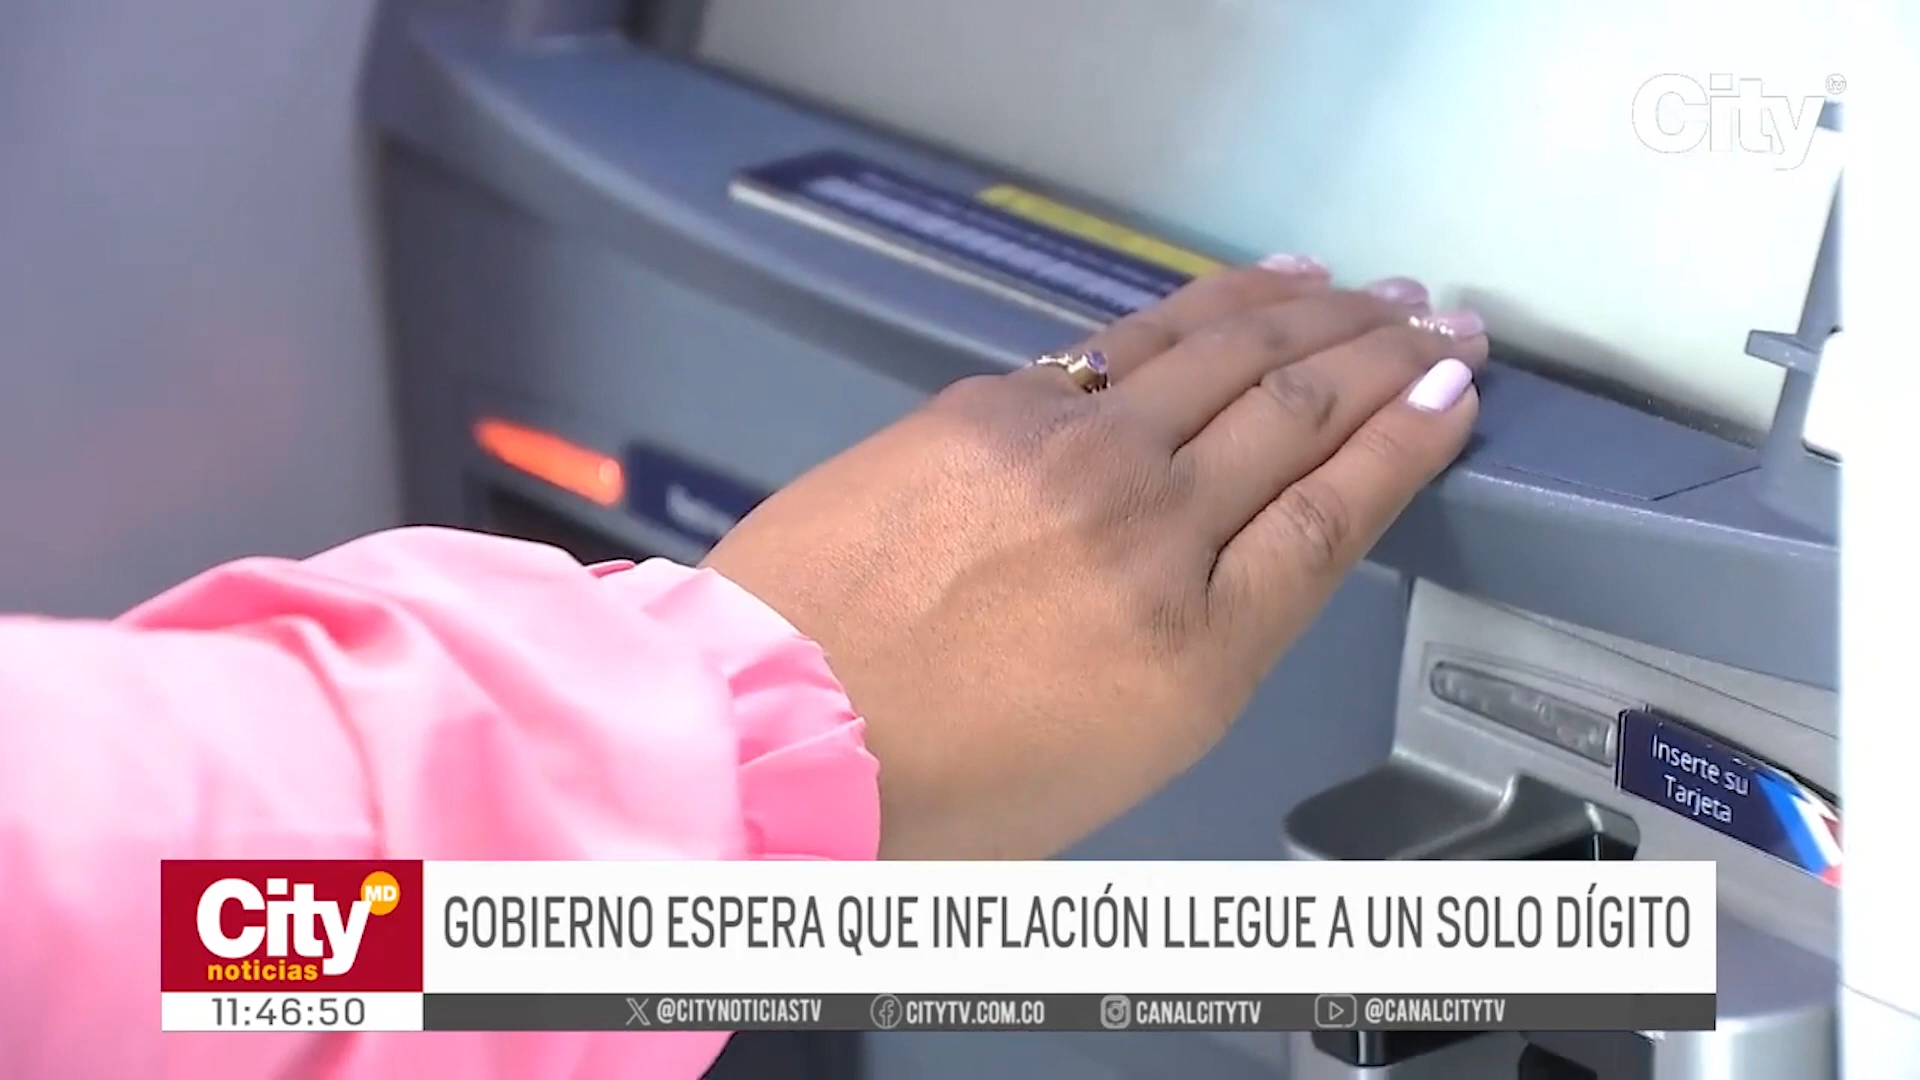 City tv
Inserte su
Tarjeta
City MD
noticias
GOBIERNO ESPERA QUE INFLACIÓN LLEGUE A UN SOLO DÍGITO
11:46:50
@CITYNOTICIASTV
CITYTV.COM.CO
CANALCITYTV
@CANALCITYTV